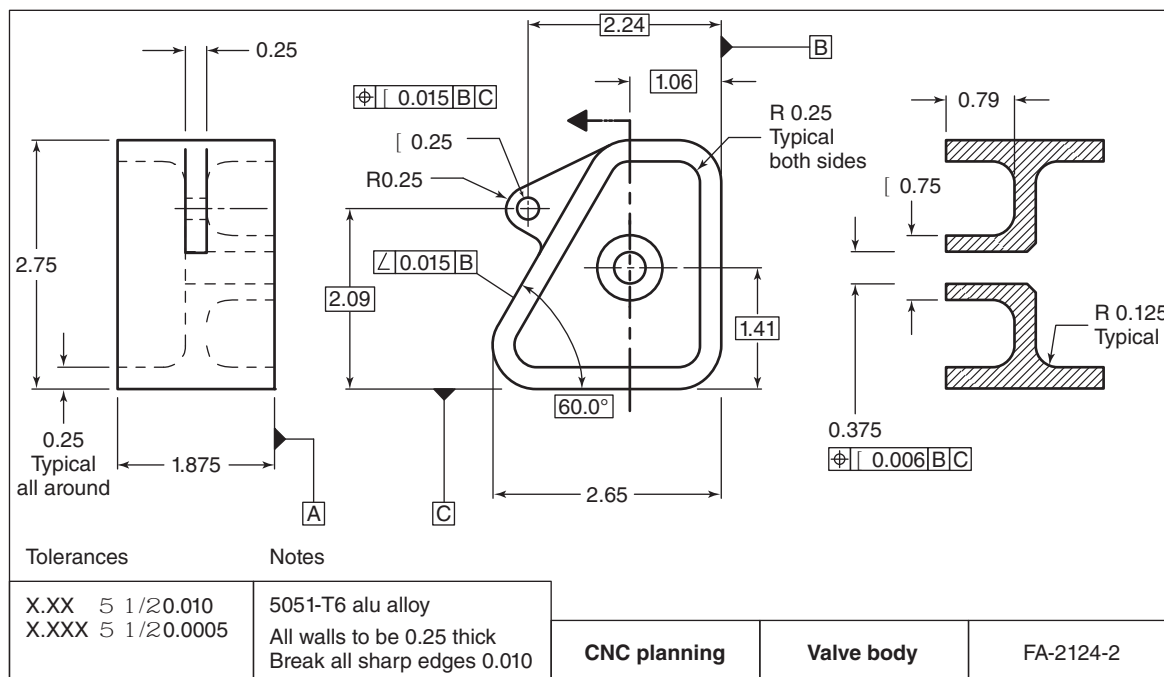 0.25
2.24
B
1.06
0.79
⌖ [ 0.015 B C
R 0.25
Typical
both sides
[ 0.25
R0.25
[ 0.75
2.75
∠ 0.015 B
2.09
1.41
R 0.125
Typical
60.0°
0.375
⌖ [ 0.006 B C
0.25
Typical
all around
1.875
2.65
A
C
Tolerances
Notes
X.XX 5 1/20.010
X.XXX 5 1/20.0005
5051-T6 alu alloy
All walls to be 0.25 thick
Break all sharp edges 0.010
CNC planning
Valve body
FA-2124-2